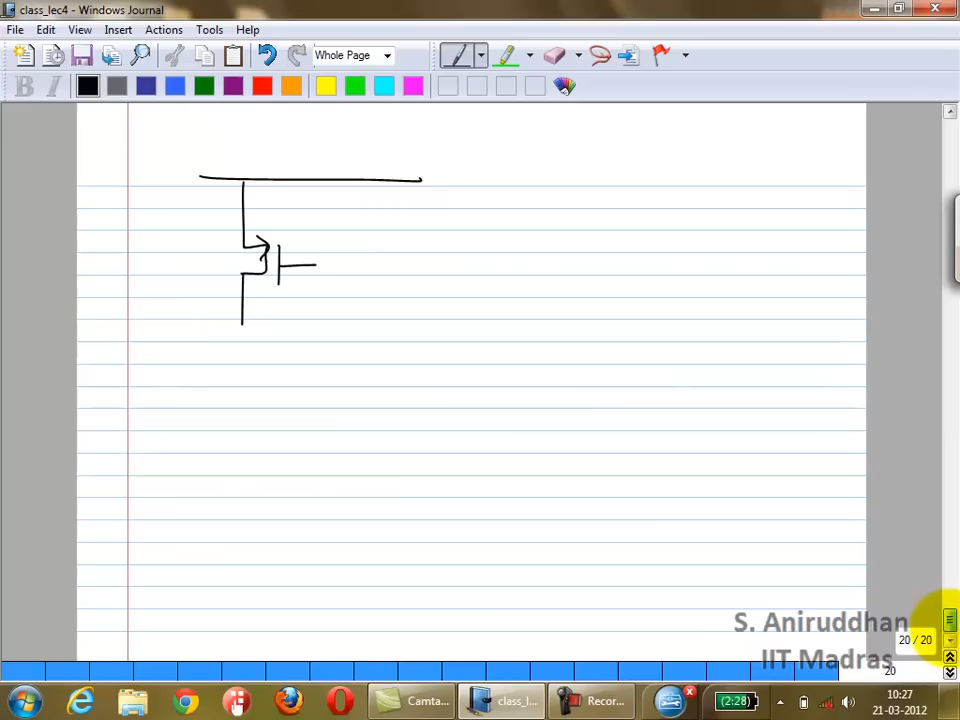 class_lec4 - Windows Journal
File Edit View Insert Actions Tools Help
Whole Page
B I
S. Aniruddhan
20 / 20
IIT Madras
20
Camta...
class_l...
Recor...
(2:28)
10:27
21-03-2012